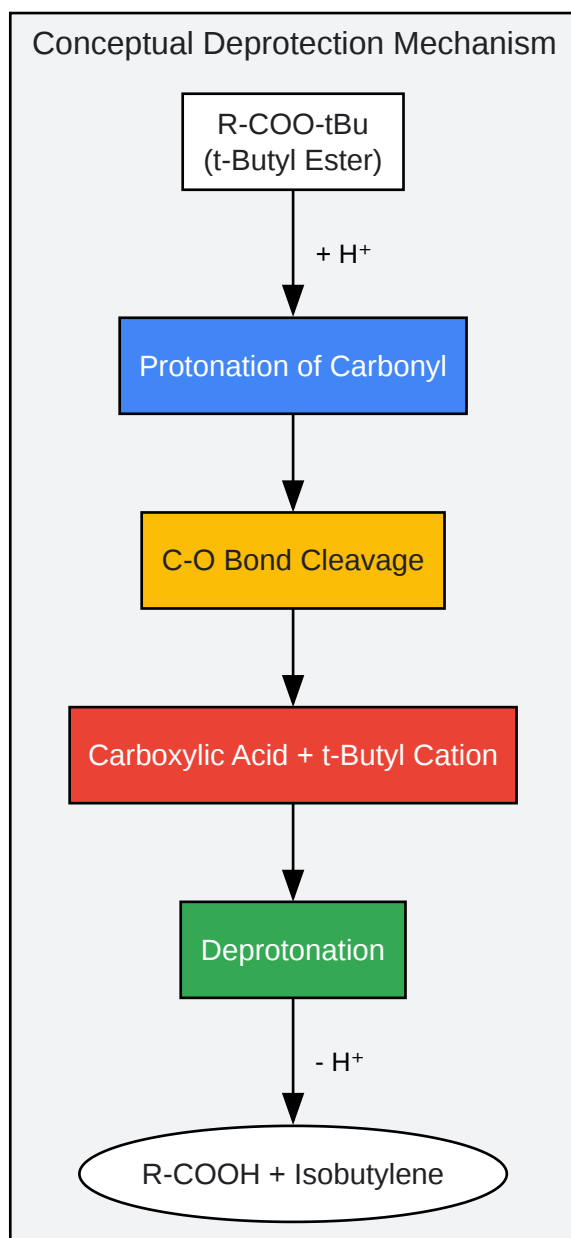 Conceptual Deprotection Mechanism
R-COO-tBu
(t-Butyl Ester)
+ H⁺
Protonation of Carbonyl
C-O Bond Cleavage
Carboxylic Acid + t-Butyl Cation
Deprotonation
- H⁺
R-COOH + Isobutylene